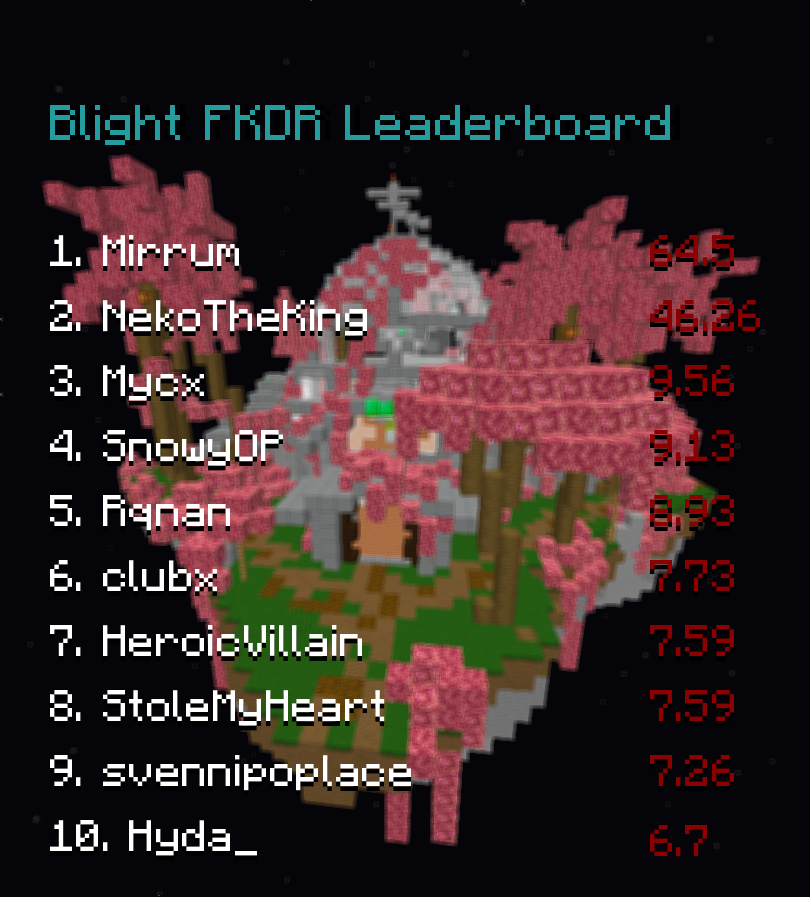 Blight FKDR Leaderboard
1. Mirrum 64.5
2. NekoTheKing 46.26
3. Mycx 9.56
4. SnowyOP 9.13
5. Rqnan 8.93
6. clubx 7.73
7. HeroicVillain 7.59
8. StoleMyHeart 7.59
9. svennipoplace 7.26
10. Hyda_ 6.7